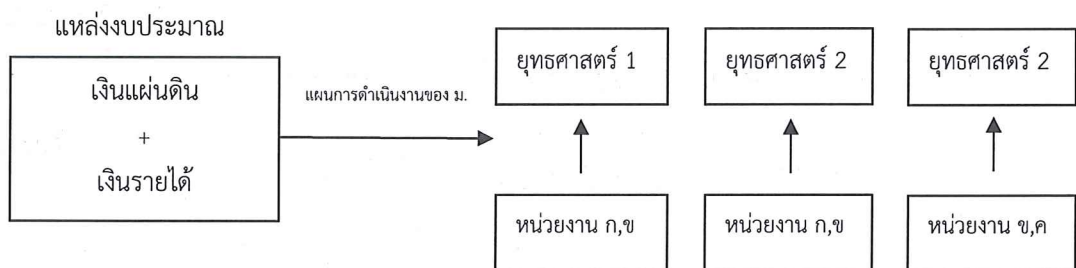 แหล่งงบประมาณ
เงินแผ่นดิน
+
เงินรายได้
แผนการดำเนินงานของ ม.
ยุทธศาสตร์ 1
ยุทธศาสตร์ 2
ยุทธศาสตร์ 2
หน่วยงาน ก,ข
หน่วยงาน ก,ข
หน่วยงาน ข,ค